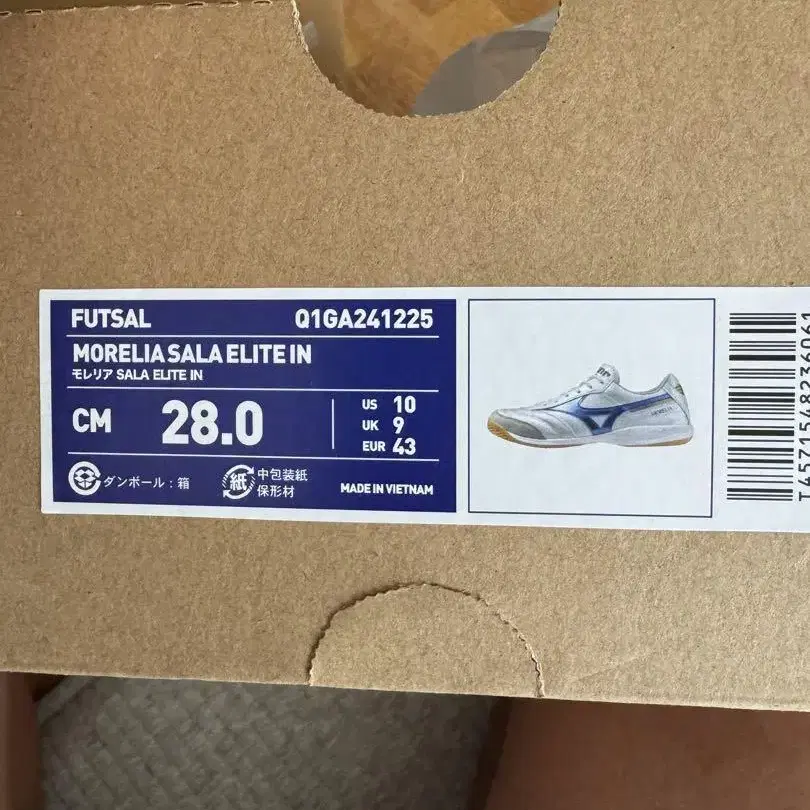 FUTSAL Q1GA241225
MORELIA SALA ELITE IN
モレリア SALA ELITE IN
CM 28.0
US 10
UK 9
EUR 43
ダンボール：箱
紙 中包装紙
保形材
MADE IN VIETNAM